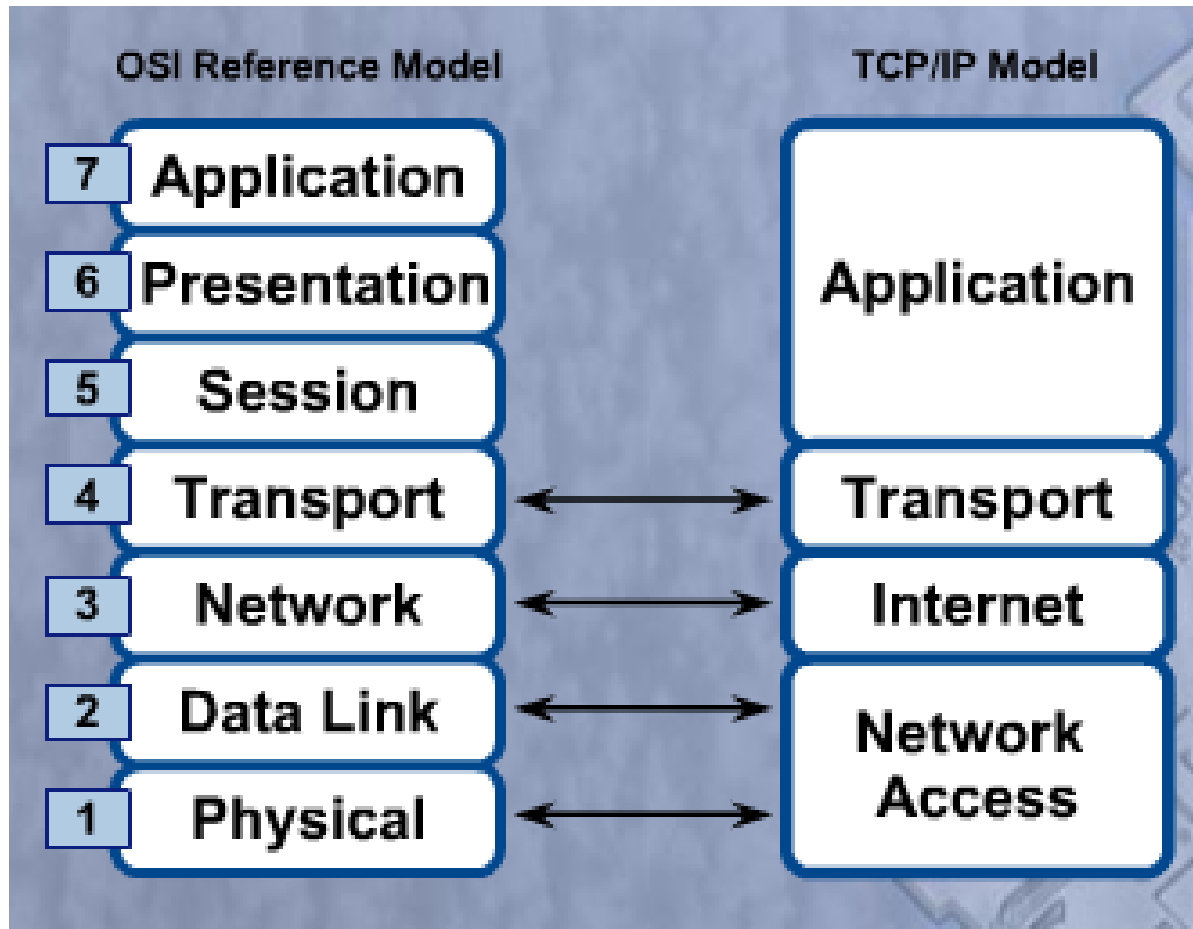 OSI Reference Model
TCP/IP Model
7 Application
6 Presentation
5 Session
4 Transport
3 Network
2 Data Link
1 Physical
Application
Transport
Internet
Network
Access